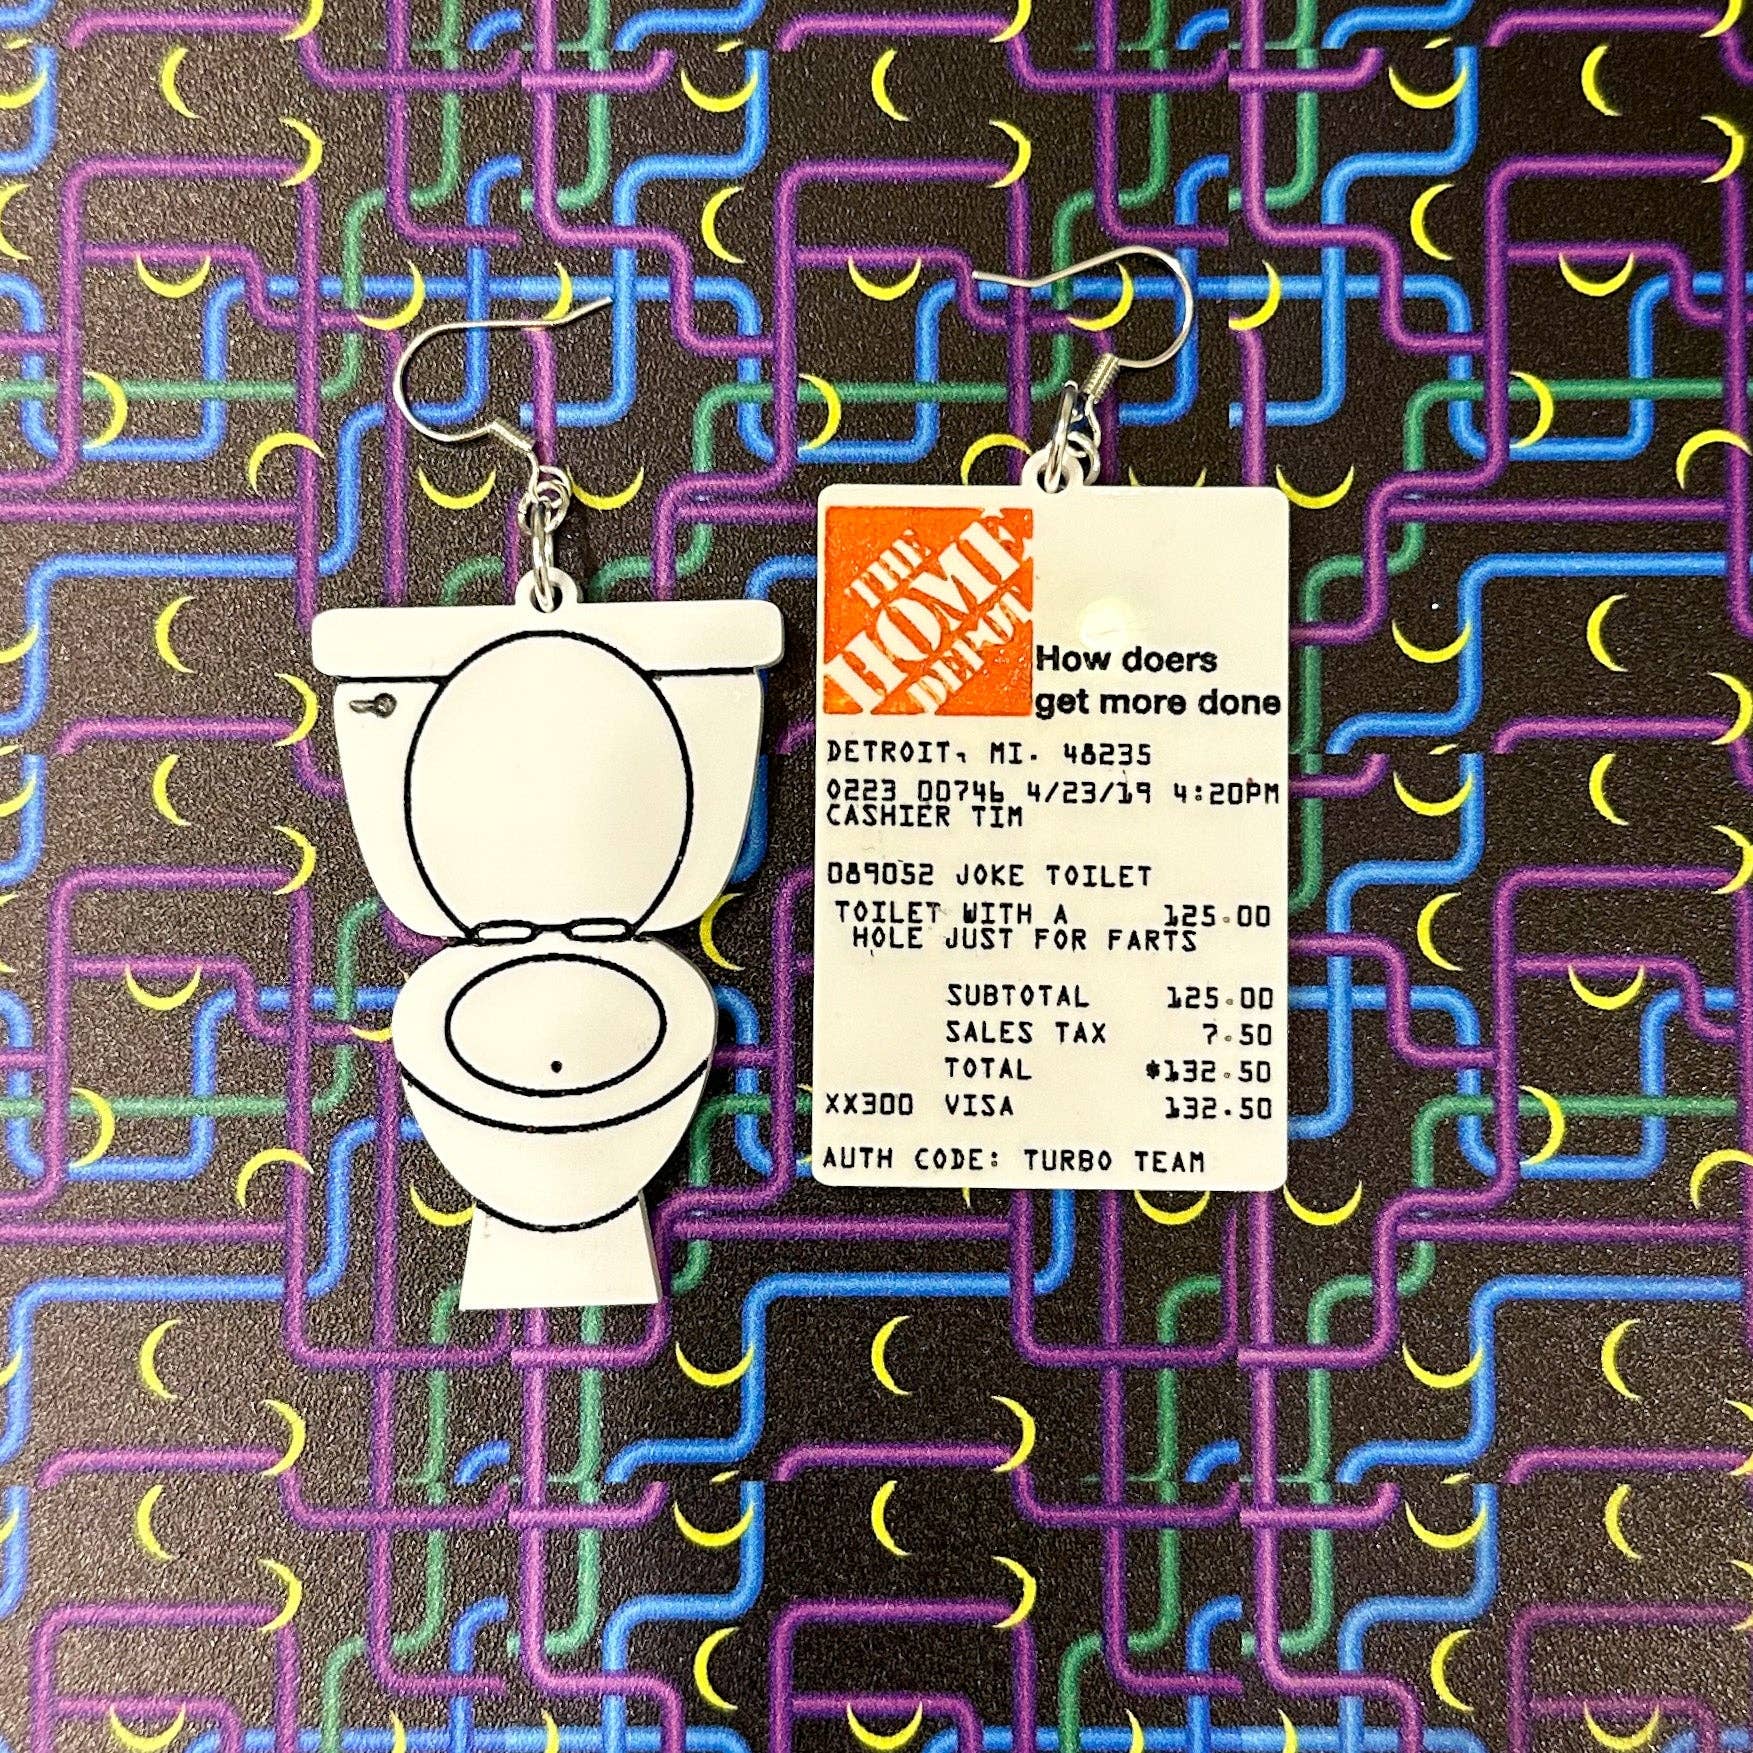 THE
HOME
DEPOT
How doers
get more done
DETROIT, MI. 48235
0223 00746 4/23/19 4:20PM
CASHIER TIM
089052 JOKE TOILET
TOILET WITH A 125.00
HOLE JUST FOR FARTS
SUBTOTAL 125.00
SALES TAX 7.50
TOTAL $132.50
XX300 VISA 132.50
AUTH CODE: TURBO TEAM